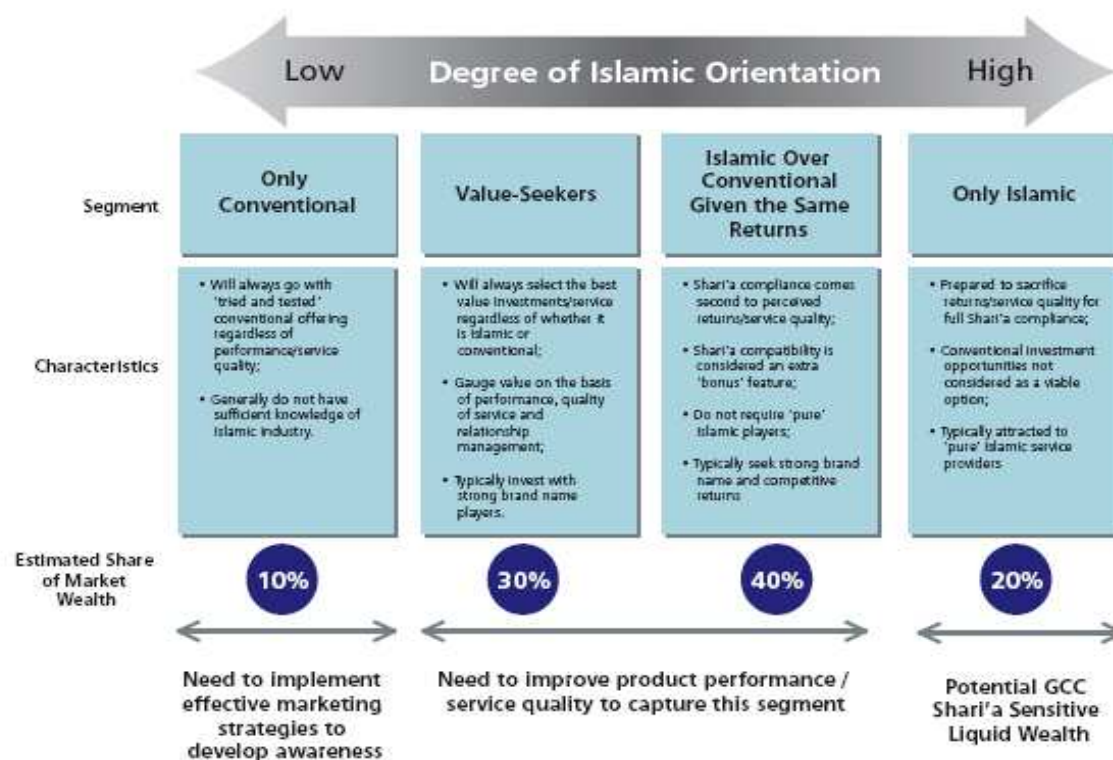 Low
Degree of Islamic Orientation
High
Segment
Only
Conventional
Value-Seekers
Islamic Over
Conventional
Given the Same
Returns
Only Islamic
Characteristics
• Will always go with
'tried and tested'
conventional offering
regardless of
performance/service
quality;
• Generally do not have
sufficient knowledge of
Islamic industry.
• Will always select the best
value investments/service
regardless of whether it
is Islamic or
conventional;
• Gauge value on the basis
of performance, quality
of service and
relationship
management;
• Typically invest with
strong brand name
players.
• Shari'a compliance comes
second to perceived
returns/service quality;
• Shari'a compatibility is
considered an extra
'bonus' feature;
• Do not require 'pure'
Islamic players;
• Typically seek strong brand
name and competitive
returns
• Prepared to sacrifice
returns/service quality for
full Shari'a compliance;
• Conventional investment
opportunities not
considered as a viable
option;
• Typically attracted to
'pure' Islamic service
providers
Estimated Share
of Market
Wealth
10%
30%
40%
20%
Need to implement
effective marketing
strategies to
develop awareness
Need to improve product performance /
service quality to capture this segment
Potential GCC
Shari'a Sensitive
Liquid Wealth